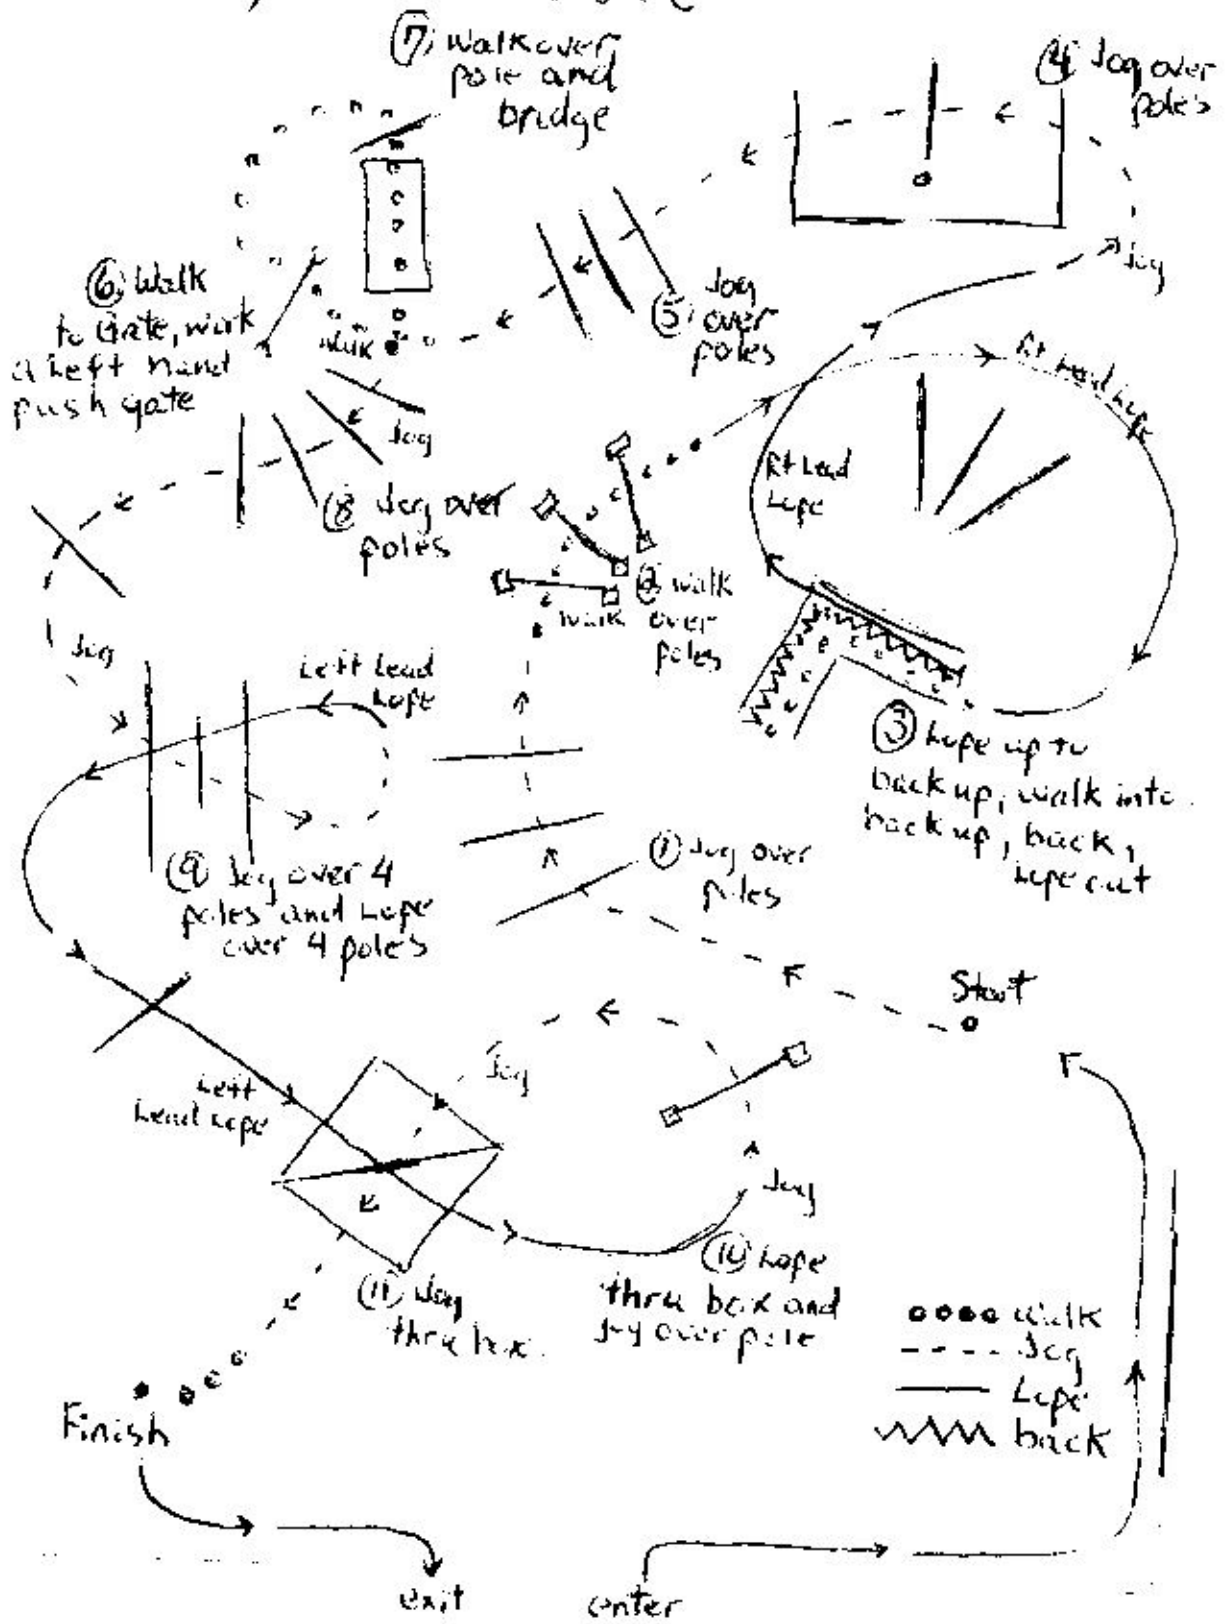 ⑦ Walk over
pole and
bridge
④ Jog over
poles
Jog
⑥ Walk
to Gate, work
a Left hand
push gate
walk
⑤ Jog
over
poles
Rt Lead Lope
Jog
Rt Lead
Lope
⑧ Jog over
poles
② walk
over
poles
walk
Jog
Left Lead
Lope
③ Lope up to
back up, walk into
back up, back,
Lope out
① Jog over
poles
⑨ Jog over 4
poles and Lope
over 4 poles
Start
Jog
Left
Lead Lope
Jog
⑩ Lope
thru box and
Jog over pole
⑪ Jog
thru box.
walk
Jog
Lope
back
Finish
exit
enter